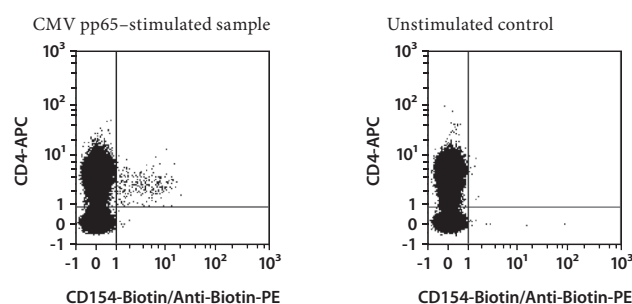 CMV pp65–stimulated sample
CD4-APC
10³
10²
10¹
1
0
-1
-1 0 1 10¹ 10² 10³
CD154-Biotin/Anti-Biotin-PE
Unstimulated control
CD4-APC
10³
10²
10¹
1
0
-1
-1 0 1 10¹ 10² 10³
CD154-Biotin/Anti-Biotin-PE